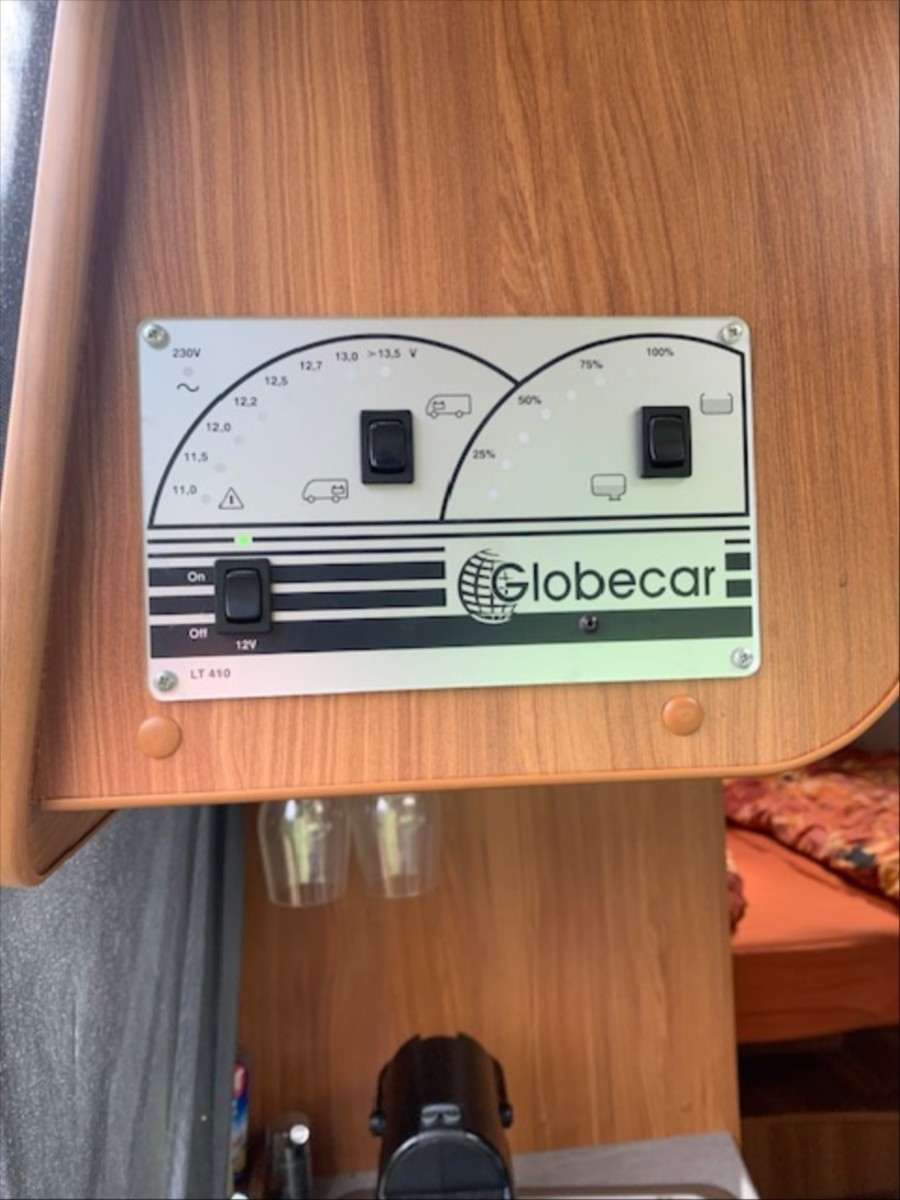 230V
13,0 >13,5 V
12,7
12,5
12,2
12,0
11,5
11,0
100%
75%
50%
25%
On
Off
12V
Globecar
LT 410